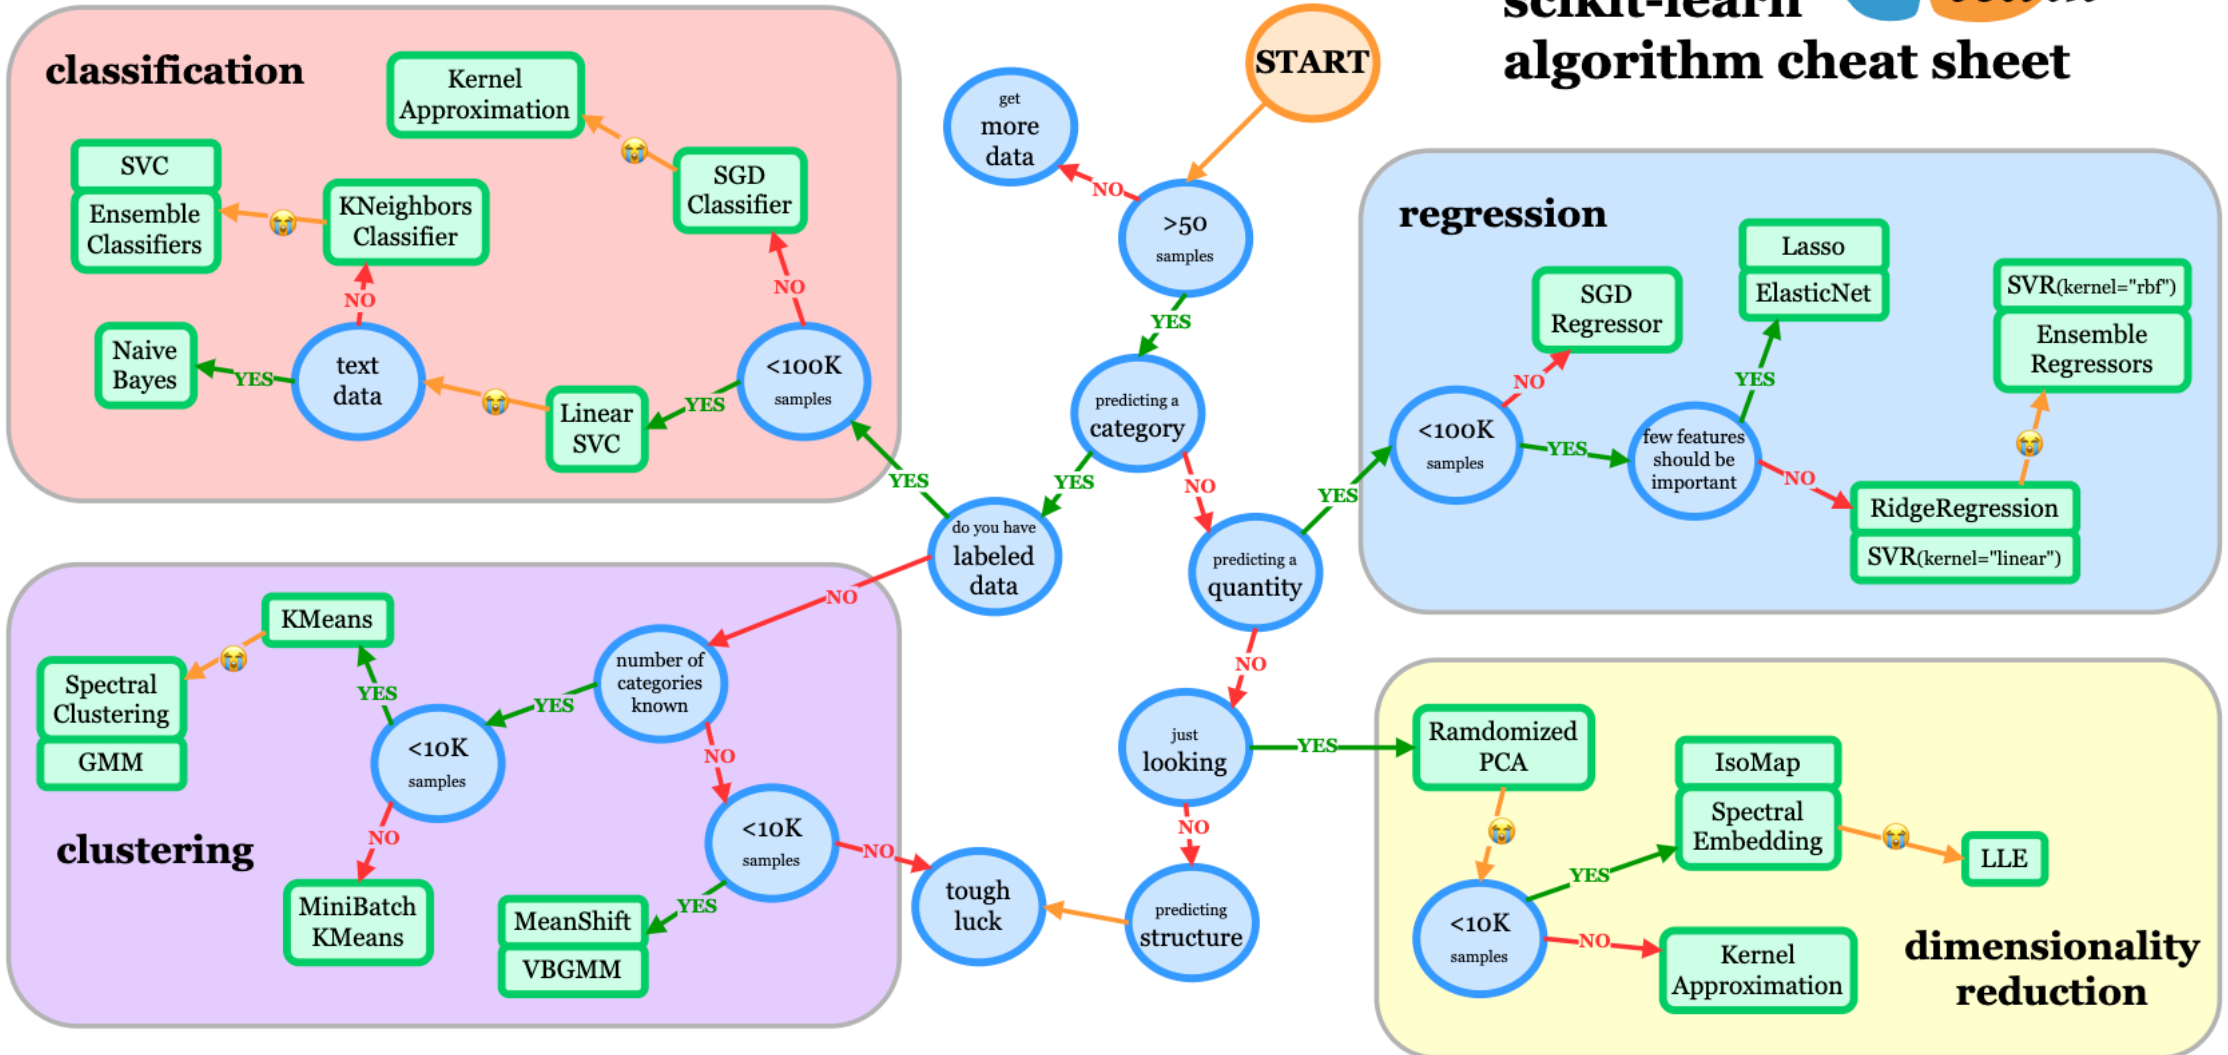 scikit-learn
algorithm cheat sheet
START
get
more
data
NO
>50
samples
YES
predicting a
category
YES
NO
do you have
labeled
data
YES
NO
predicting a
quantity
YES
NO
just
looking
YES
NO
predicting
structure
tough
luck
classification
Kernel
Approximation
SVC
Ensemble
Classifiers
KNeighbors
Classifier
SGD
Classifier
NO
NO
Naive
Bayes
YES
text
data
Linear
SVC
YES
<100K
samples
regression
Lasso
ElasticNet
SGD
Regressor
SVR(kernel="rbf")
Ensemble
Regressors
NO
YES
<100K
samples
YES
few features
should be
important
NO
RidgeRegression
SVR(kernel="linear")
clustering
KMeans
Spectral
Clustering
GMM
YES
<10K
samples
YES
number of
categories
known
NO
NO
<10K
samples
NO
MiniBatch
KMeans
YES
MeanShift
VBGMM
dimensionality
reduction
Ramdomized
PCA
IsoMap
Spectral
Embedding
LLE
YES
<10K
samples
NO
Kernel
Approximation